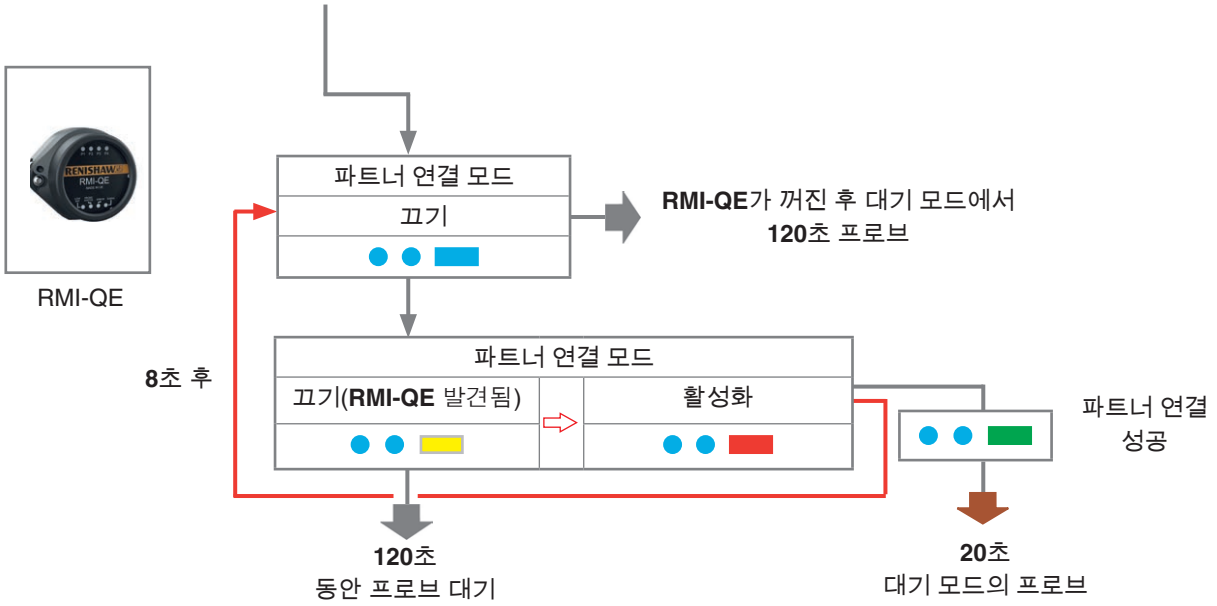 RENISHAW
RMI-QE
RMI-QE
파트너 연결 모드
끄기
RMI-QE가 꺼진 후 대기 모드에서
120초 프로브
8초 후
파트너 연결 모드
끄기(RMI-QE 발견됨)
활성화
파트너 연결
성공
120초
동안 프로브 대기
20초
대기 모드의 프로브